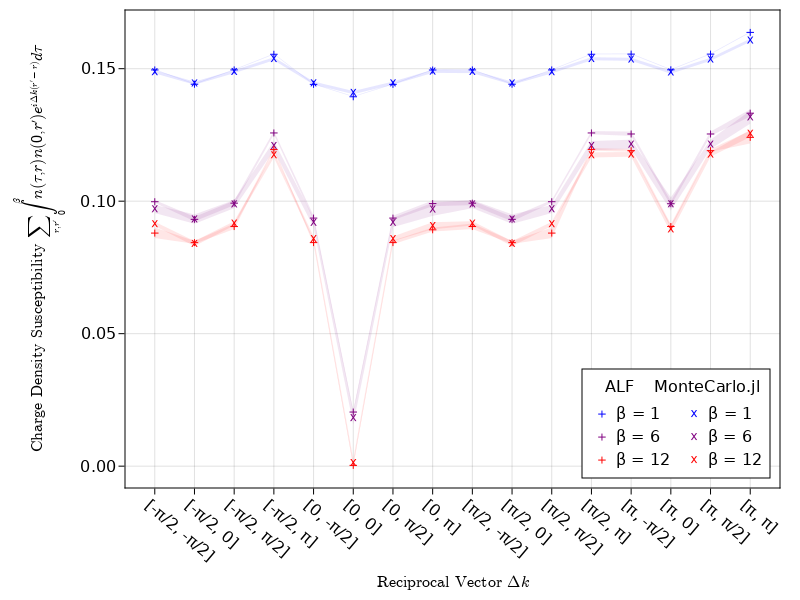 Charge Density Susceptibility ∑_{r,r'} ∫_0^β n(τ,r)n(0,r')e^{iΔk(r'-r)}dτ
0.15
0.10
0.05
0.00
ALF MonteCarlo.jl
+ β = 1 x β = 1
+ β = 6 x β = 6
+ β = 12 x β = 12
[-π/2, -π/2]
[-π/2, 0]
[-π/2, π/2]
[-π/2, π]
[0, -π/2]
[0, 0]
[0, π/2]
[0, π]
[π/2, -π/2]
[π/2, 0]
[π/2, π/2]
[π/2, π]
[π, -π/2]
[π, 0]
[π, π/2]
[π, π]
Reciprocal Vector Δk